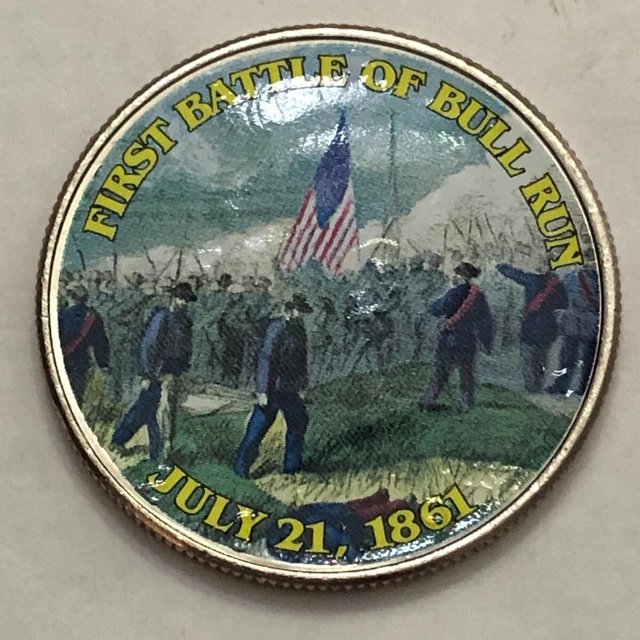 FIRST BATTLE OF BULL RUN
JULY 21, 1861